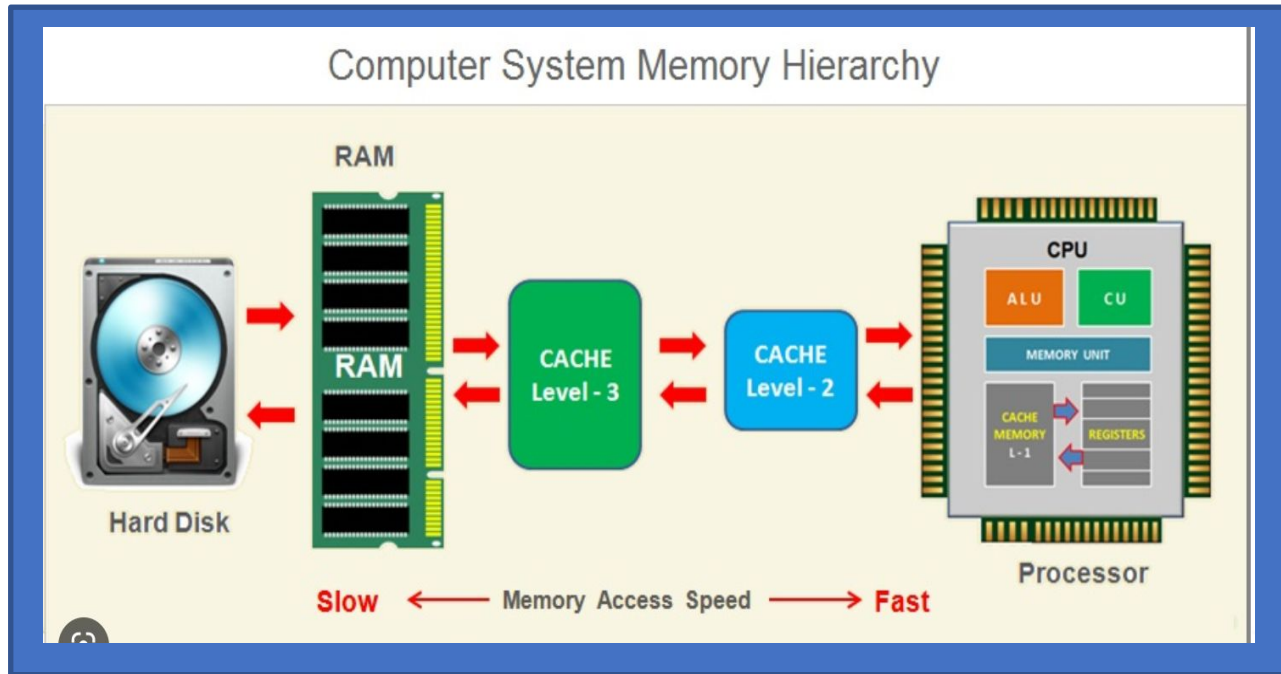 Computer System Memory Hierarchy
RAM
RAM
Hard Disk
CACHE
Level - 3
CACHE
Level - 2
CPU
ALU
CU
MEMORY UNIT
CACHE
MEMORY
L - 1
REGISTERS
Processor
Slow
Memory Access Speed
Fast